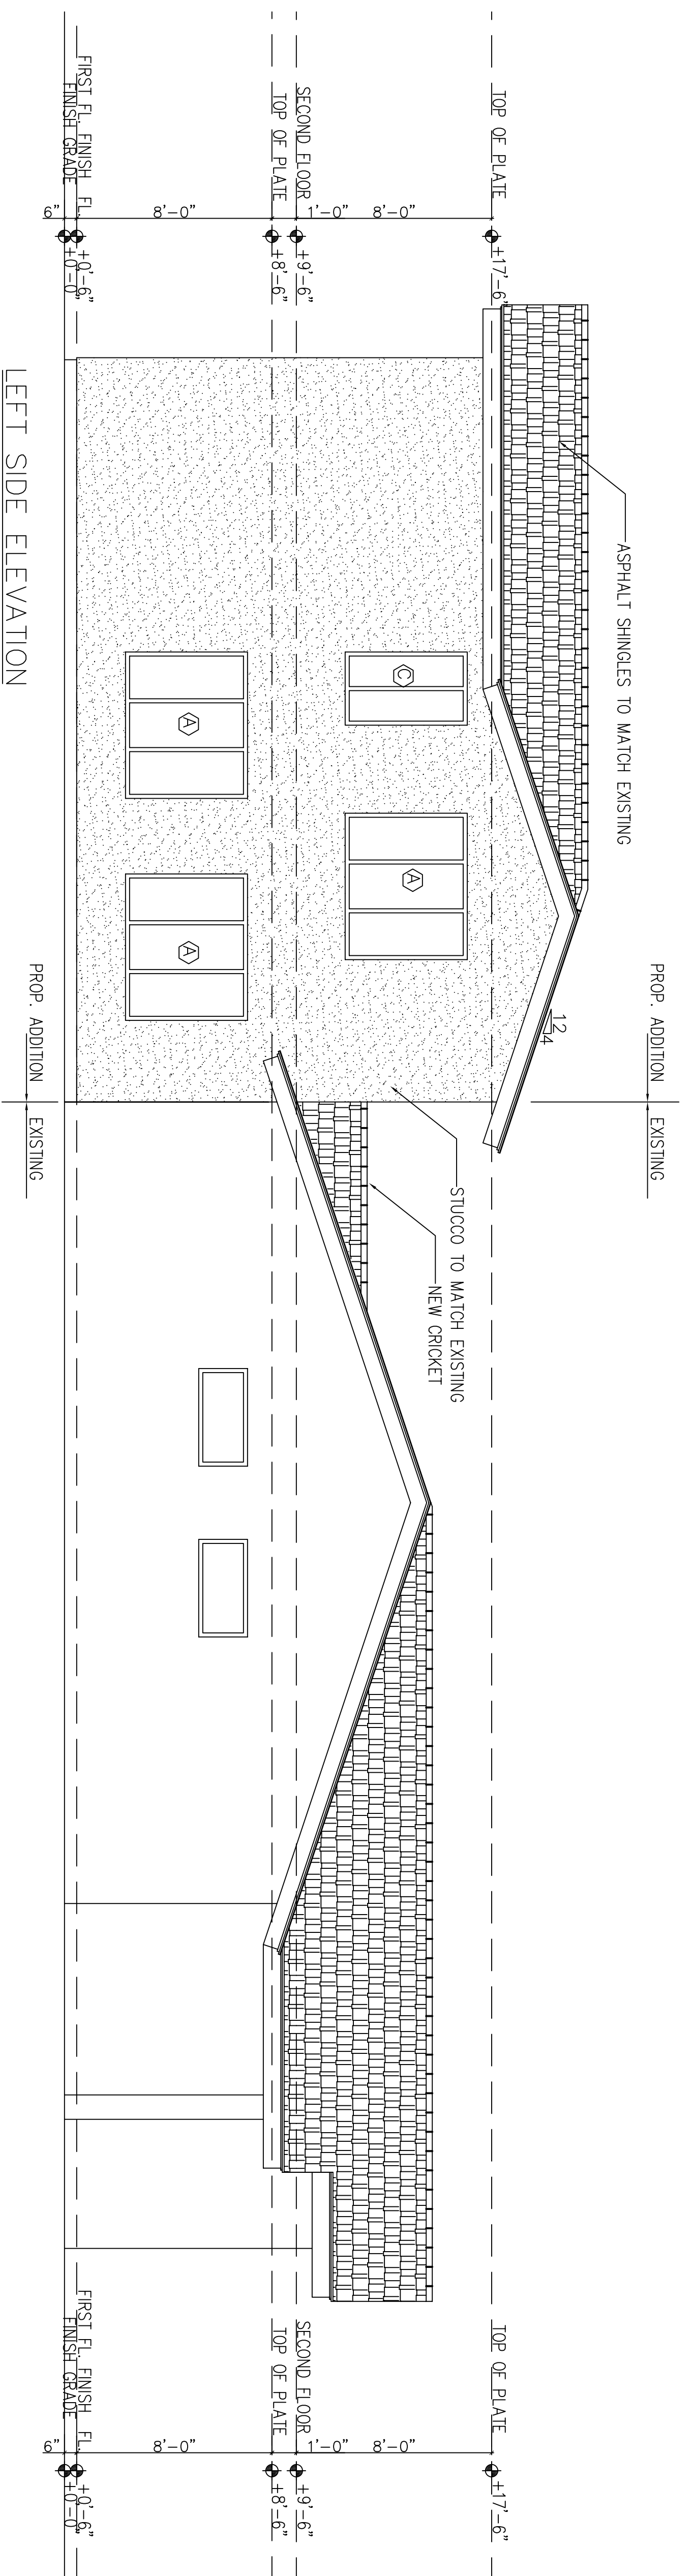 PROP. ADDITION
EXISTING
ASPHALT SHINGLES TO MATCH EXISTING
12
4
TOP OF PLATE
+17'-6"
8'-0"
STUCCO TO MATCH EXISTING
NEW CRICKET
C
A
SECOND FLOOR
+9'-6"
1'-0"
TOP OF PLATE
+8'-6"
8'-0"
A
A
FIRST FL. FINISH FL.
+0'-6"
FINISH GRADE
+0'-0"
6"
TOP OF PLATE
+17'-6"
8'-0"
SECOND FLOOR
+9'-6"
1'-0"
TOP OF PLATE
+8'-6"
8'-0"
FIRST FL. FINISH FL.
+0'-6"
FINISH GRADE
+0'-0"
6"
PROP. ADDITION
EXISTING
LEFT SIDE ELEVATION